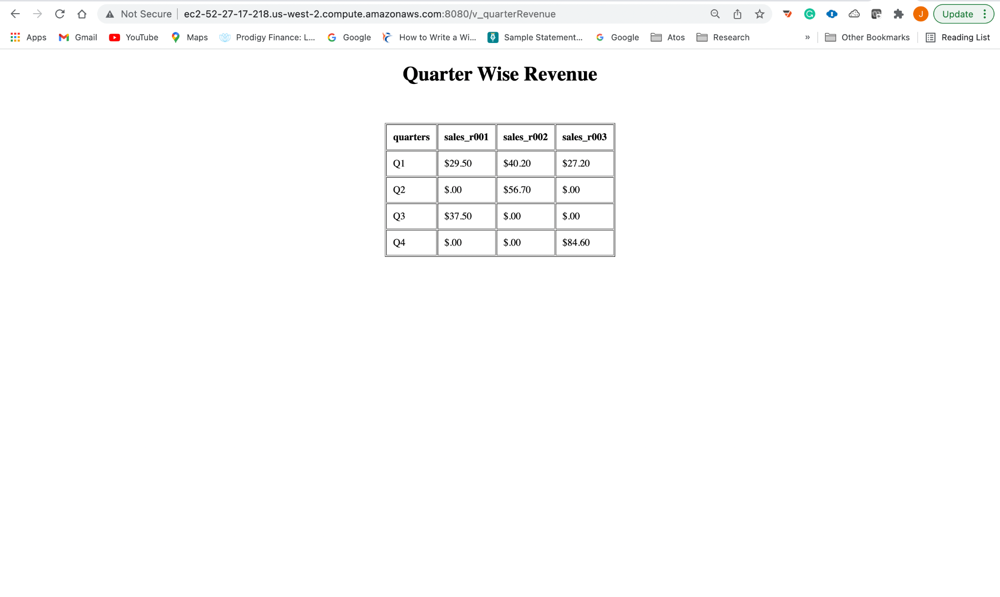 Not Secure ec2-52-27-17-218.us-west-2.compute.amazonaws.com:8080/v_quarterRevenue J Update
Apps Gmail YouTube Maps Prodigy Finance: L... Google How to Write a Wi... Sample Statement... Google Atos Research » Other Bookmarks Reading List
Quarter Wise Revenue
quarters sales_r001 sales_r002 sales_r003
Q1 $29.50 $40.20 $27.20
Q2 $.00 $56.70 $.00
Q3 $37.50 $.00 $.00
Q4 $.00 $.00 $84.60